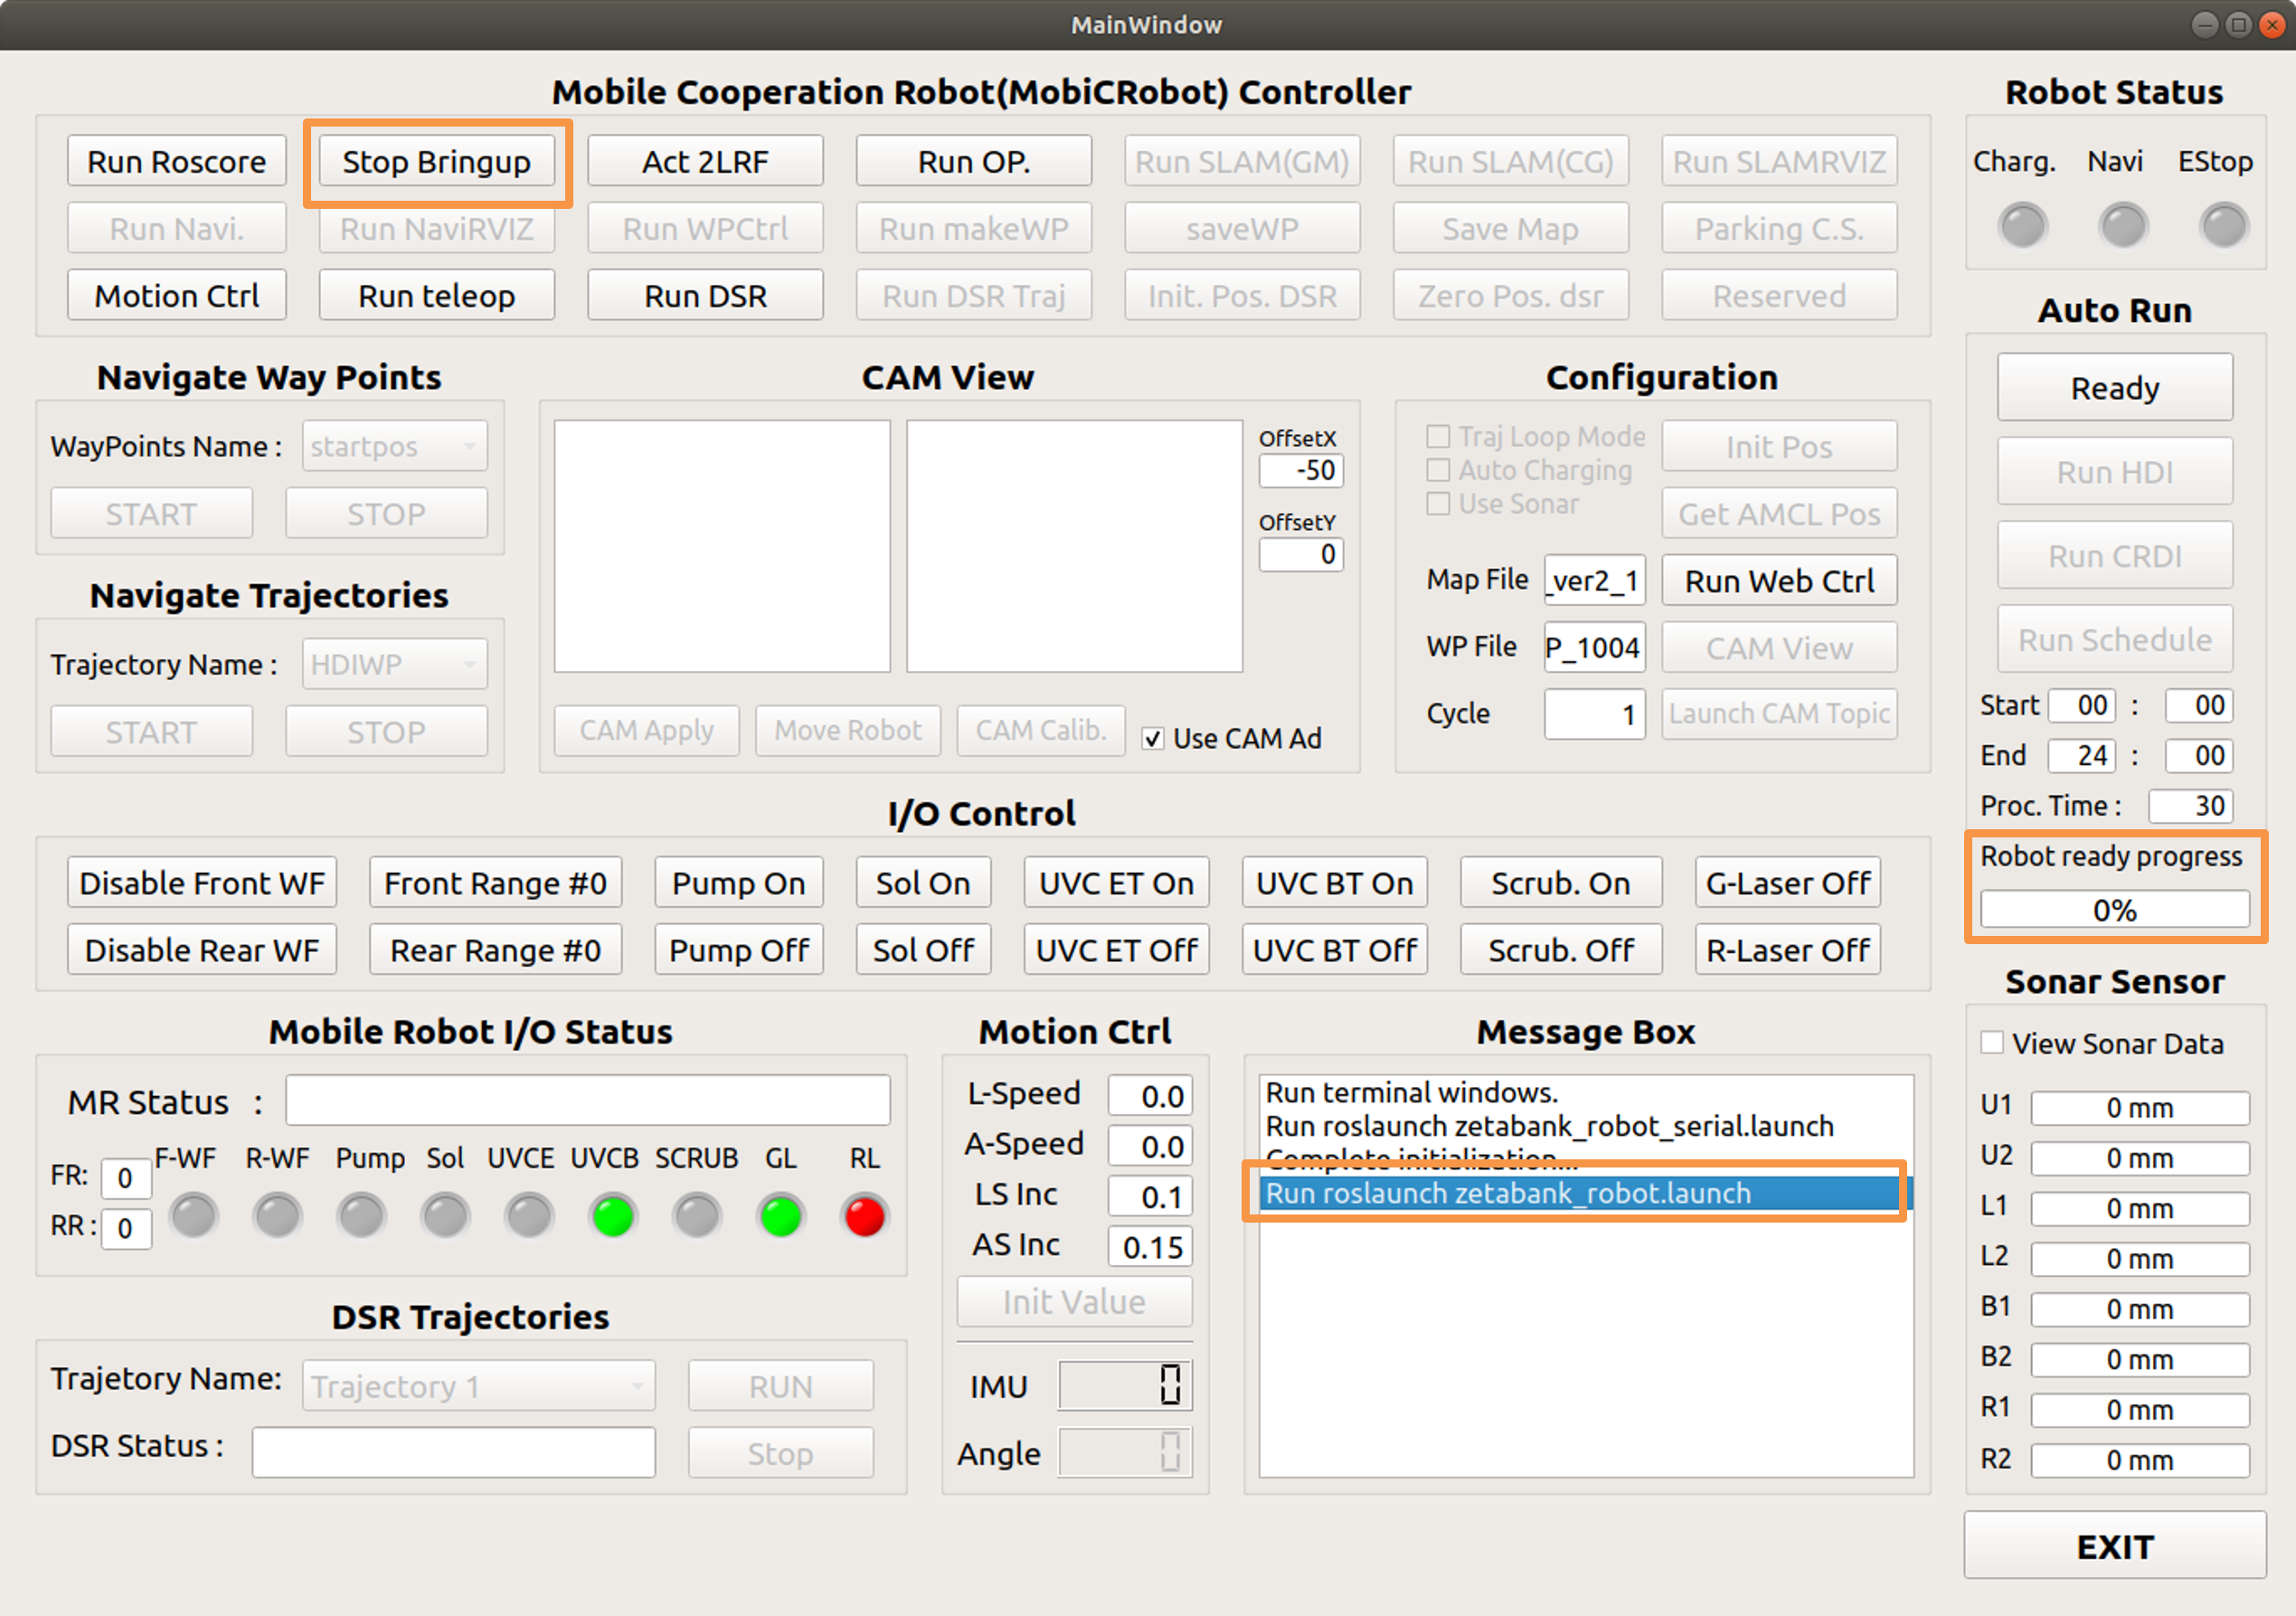 MainWindow
Mobile Cooperation Robot(MobiCRobot) Controller
Run Roscore Stop Bringup Act 2LRF Run OP. Run SLAM(GM) Run SLAM(CG) Run SLAMRVIZ
Run Navi. Run NaviRVIZ Run WPCtrl Run makeWP saveWP Save Map Parking C.S.
Motion Ctrl Run teleop Run DSR Run DSR Traj Init. Pos. DSR Zero Pos. dsr Reserved
Robot Status
Charg. Navi EStop
Navigate Way Points
WayPoints Name : startpos
START STOP
Navigate Trajectories
Trajectory Name : HDIWP
START STOP
CAM View
OffsetX
-50
OffsetY
0
CAM Apply Move Robot CAM Calib. Use CAM Ad
Configuration
Traj Loop Mode
Auto Charging
Use Sonar
Init Pos
Get AMCL Pos
Map File _ver2_1 Run Web Ctrl
WP File P_1004 CAM View
Cycle 1 Launch CAM Topic
Auto Run
Ready
Run HDI
Run CRDI
Run Schedule
Start 00 : 00
End 24 : 00
Proc. Time : 30
Robot ready progress
0%
I/O Control
Disable Front WF Front Range #0 Pump On Sol On UVC ET On UVC BT On Scrub. On G-Laser Off
Disable Rear WF Rear Range #0 Pump Off Sol Off UVC ET Off UVC BT Off Scrub. Off R-Laser Off
Mobile Robot I/O Status
MR Status :
F-WF R-WF Pump Sol UVCE UVCB SCRUB GL RL
FR: 0
RR : 0
DSR Trajectories
Trajetory Name: Trajectory 1 RUN
DSR Status : Stop
Motion Ctrl
L-Speed 0.0
A-Speed 0.0
LS Inc 0.1
AS Inc 0.15
Init Value
IMU 0
Angle 0
Message Box
Run terminal windows.
Run roslaunch zetabank_robot_serial.launch
Complete initialization...
Run roslaunch zetabank_robot.launch
Sonar Sensor
View Sonar Data
U1 0 mm
U2 0 mm
L1 0 mm
L2 0 mm
B1 0 mm
B2 0 mm
R1 0 mm
R2 0 mm
EXIT